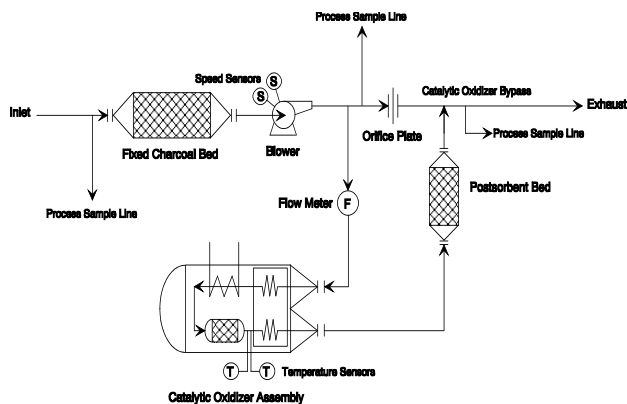 Process Sample Line
Speed Sensors
S
S
Inlet
Catalytic Oxidizer Bypass
Exhaust
Orifice Plate
Process Sample Line
Fixed Charcoal Bed
Blower
Postsorbent Bed
Process Sample Line
Flow Meter
F
T
T
Temperature Sensors
Catalytic Oxidizer Assembly